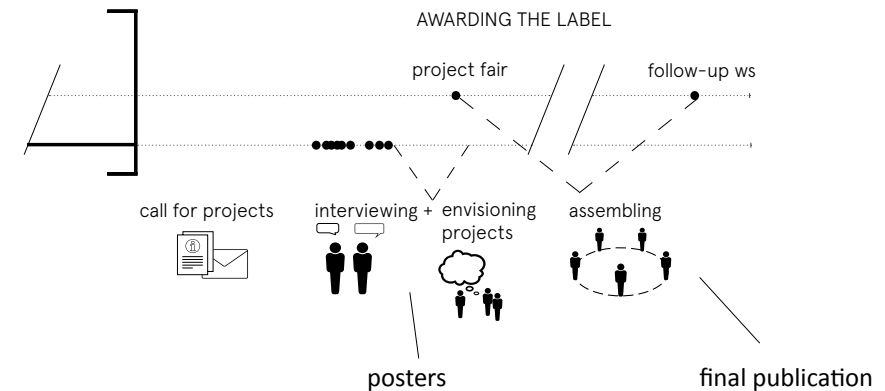 AWARDING THE LABEL
project fair
follow-up ws
call for projects
interviewing + envisioning
projects
assembling
posters
final publication